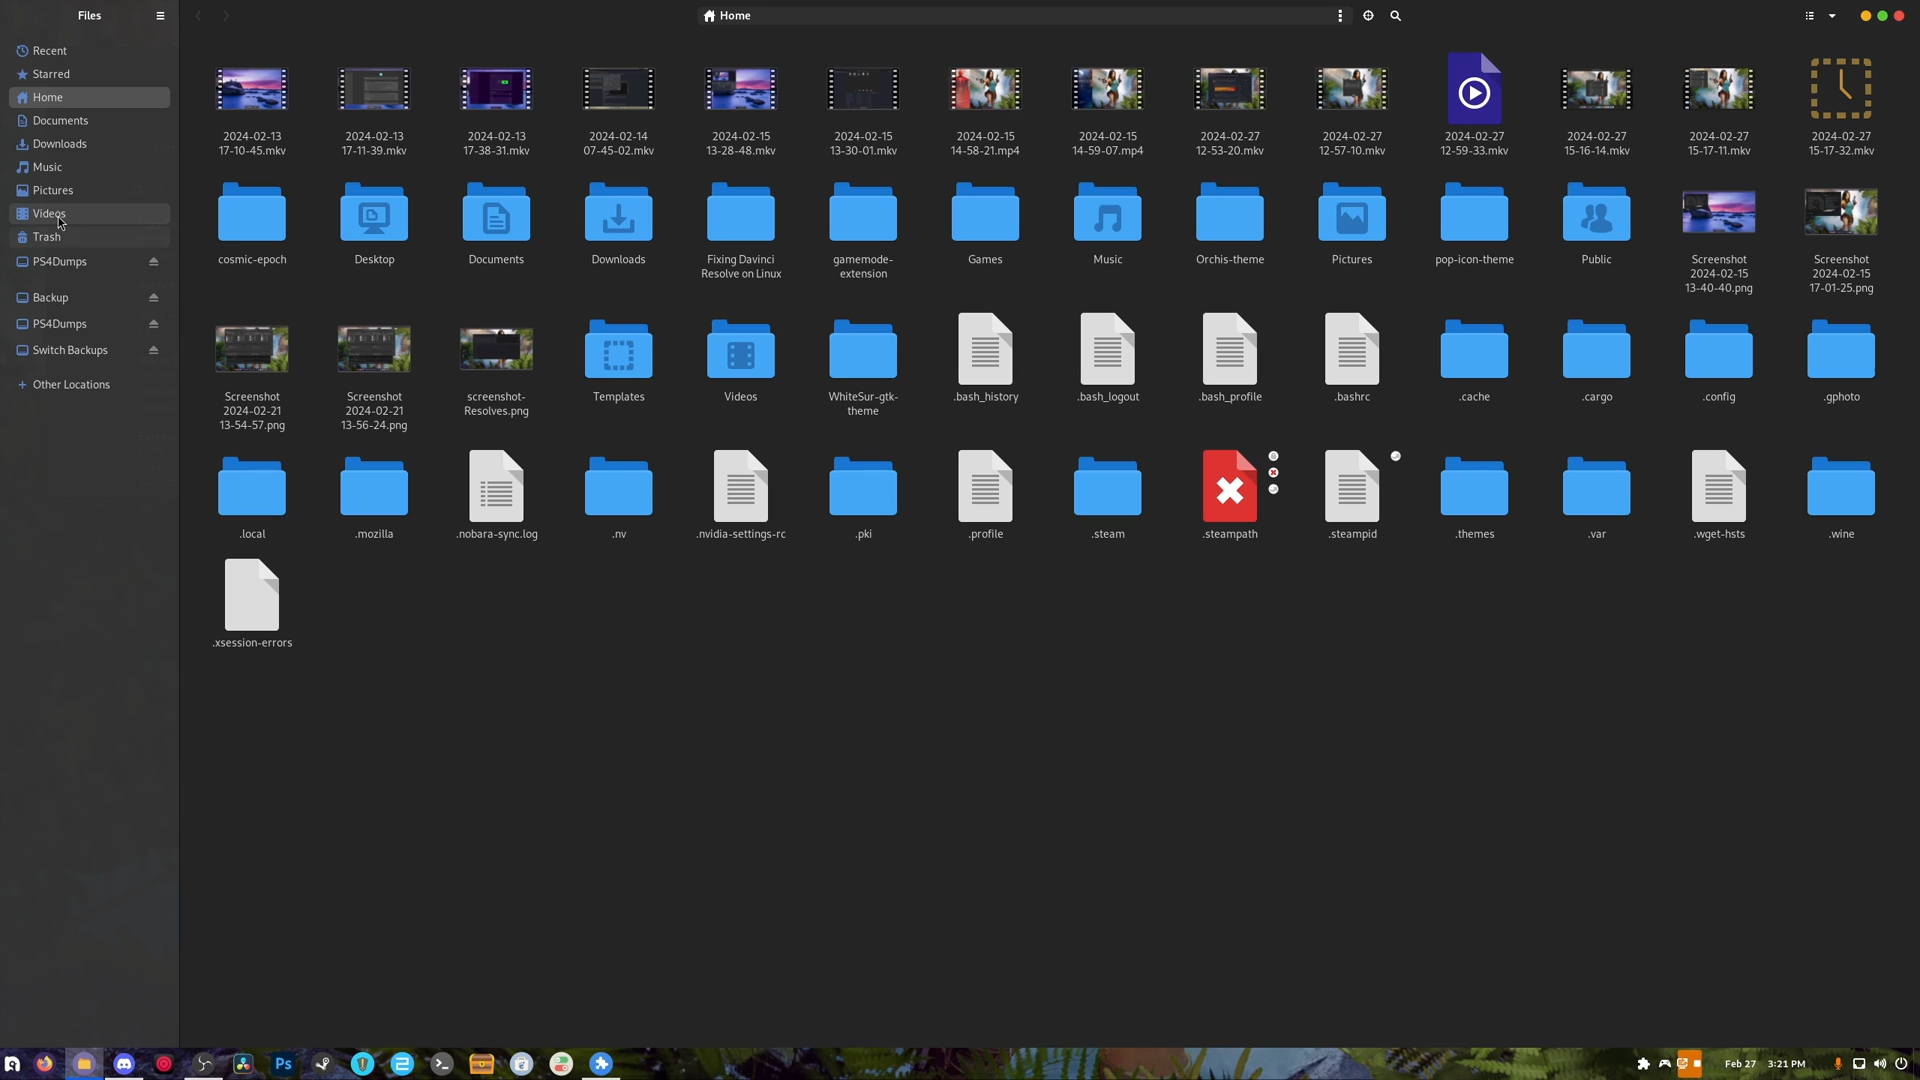 Files
Home
Recent
Starred
Home
Documents
Downloads
Music
Pictures
Videos
Trash
PS4Dumps
Backup
PS4Dumps
Switch Backups
+ Other Locations
2024-02-13
17-10-45.mkv
2024-02-13
17-11-39.mkv
2024-02-13
17-38-31.mkv
2024-02-14
07-45-02.mkv
2024-02-15
13-28-48.mkv
2024-02-15
13-30-01.mkv
2024-02-15
14-58-21.mp4
2024-02-15
14-59-07.mp4
2024-02-27
12-53-20.mkv
2024-02-27
12-57-10.mkv
2024-02-27
12-59-33.mkv
2024-02-27
15-16-14.mkv
2024-02-27
15-17-11.mkv
2024-02-27
15-17-32.mkv
cosmic-epoch
Desktop
Documents
Downloads
Fixing Davinci
Resolve on Linux
gamemode-
extension
Games
Music
Orchis-theme
Pictures
pop-icon-theme
Public
Screenshot
2024-02-15
13-40-40.png
Screenshot
2024-02-15
17-01-25.png
Screenshot
2024-02-21
13-54-57.png
Screenshot
2024-02-21
13-56-24.png
screenshot-
Resolves.png
Templates
Videos
WhiteSur-gtk-
theme
.bash_history
.bash_logout
.bash_profile
.bashrc
.cache
.cargo
.config
.gphoto
.local
.mozilla
.nobara-sync.log
.nv
.nvidia-settings-rc
.pki
.profile
.steam
.steampath
.steampid
.themes
.var
.wget-hsts
.wine
.xsession-errors
Ps
Feb 27 3:21 PM